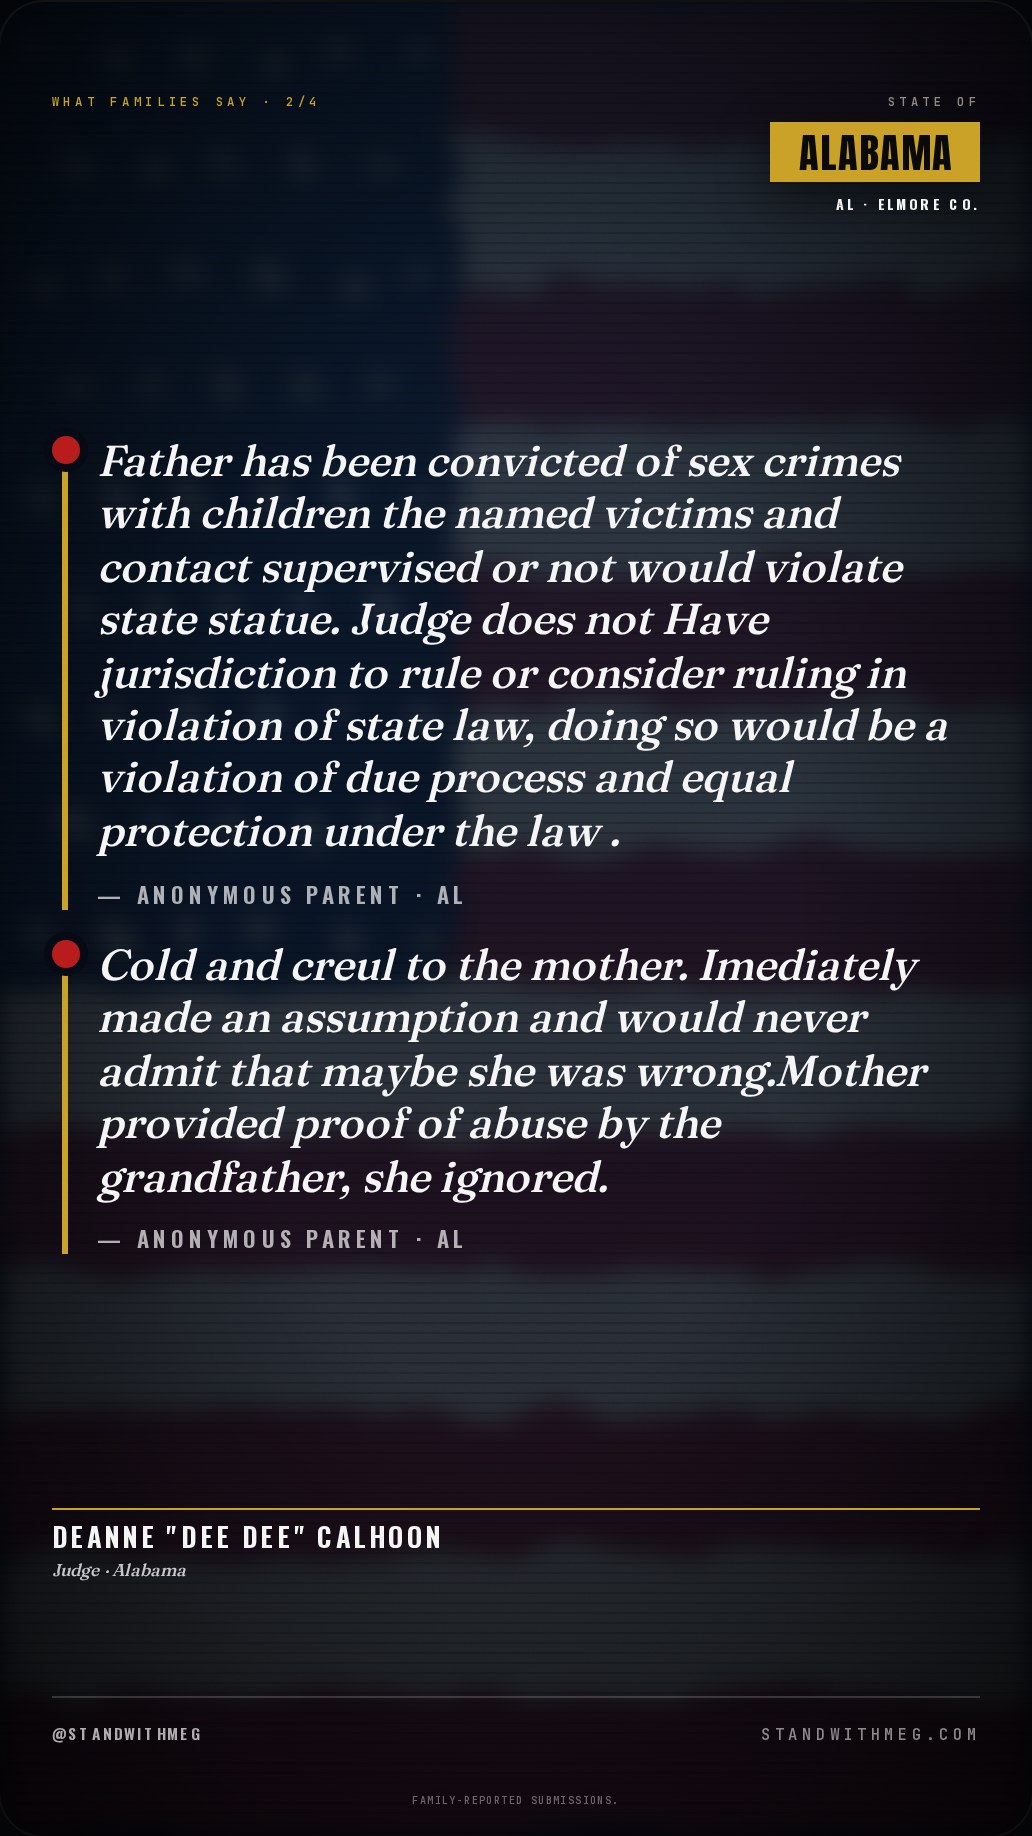 WHAT FAMILIES SAY · 2/4
STATE OF
ALABAMA
AL · ELMORE CO.
Father has been convicted of sex crimes
with children the named victims and
contact supervised or not would violate
state statue. Judge does not Have
jurisdiction to rule or consider ruling in
violation of state law, doing so would be a
violation of due process and equal
protection under the law .
— ANONYMOUS PARENT · AL
Cold and creul to the mother. Imediately
made an assumption and would never
admit that maybe she was wrong.Mother
provided proof of abuse by the
grandfather, she ignored.
— ANONYMOUS PARENT · AL
DEANNE "DEE DEE" CALHOON
Judge · Alabama
@STANDWITHMEG
STANDWITHMEG.COM
FAMILY-REPORTED SUBMISSIONS.